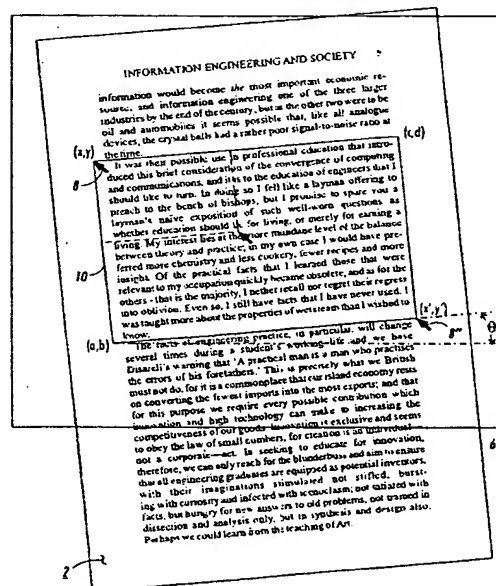 INFORMATION ENGINEERING AND SOCIETY
information would become the most important economic re-
source, and information engineering one of the three larger
industries by the end of the century, but as the other two were to be
oil and automobiles it seems possible that, like all analogue
devices, the crystal balls had a rather poor signal-to-noise ratio at
the time.
(x,y)
(c,d)
8
It was their possible use in professional education that intro-
duced this brief consideration of the convergence of computing
and communications, and it is to the education of engineers that I
should like to turn. In doing so I fell like a layman offering to
preach to the bench of bishops, but I promise to spare you a
layman's naive exposition of such well-worn questions as
whether education should be for living, or merely for earning a
living. My interest lies at the more mundane level of the balance
between theory and practice; in my own case I would have pre-
ferred more chemistry and less cookery, fewer recipes and more
insight. Of the practical facts that I learned those that were
relevant to my occupation quickly became obsolete, and as for the
others - that is the majority, I neither recall nor regret their regress
into oblivion. Even so, I still have facts that I have never used. I
was taught more about the properties of wet steam than I wished to
know.
10
(x',y')
8"
θ
(a,b)
The facts of engineering practice, in particular, will change
several times during a student's working-life and we have
Disraeli's warning that 'A practical man is a man who practises
the errors of his forefathers.' This is precisely what we British
must not do, for it is a commonplace that our island economy rests
on converting the fewest imports into the most exports; and that
for this purpose we require every possible contribution which
innovation and high technology can make to increasing the
competitiveness of our goods. Innovation is exclusive and seems
to obey the law of small numbers, for creation is an individual—
not a corporate—act. In seeking to educate for innovation,
therefore, we can only reach for the blunderbuss and aim to ensure
that all engineering graduates are equipped as potential inventors,
with their imaginations stimulated not stifled, burst-
ing with curiosity and infected with iconoclasm; not satiated with
facts, but hungry for new answers to old problems, not trained in
dissection and analysis only, but in synthesis and design also.
Perhaps we could learn from the teaching of Art.
6
2